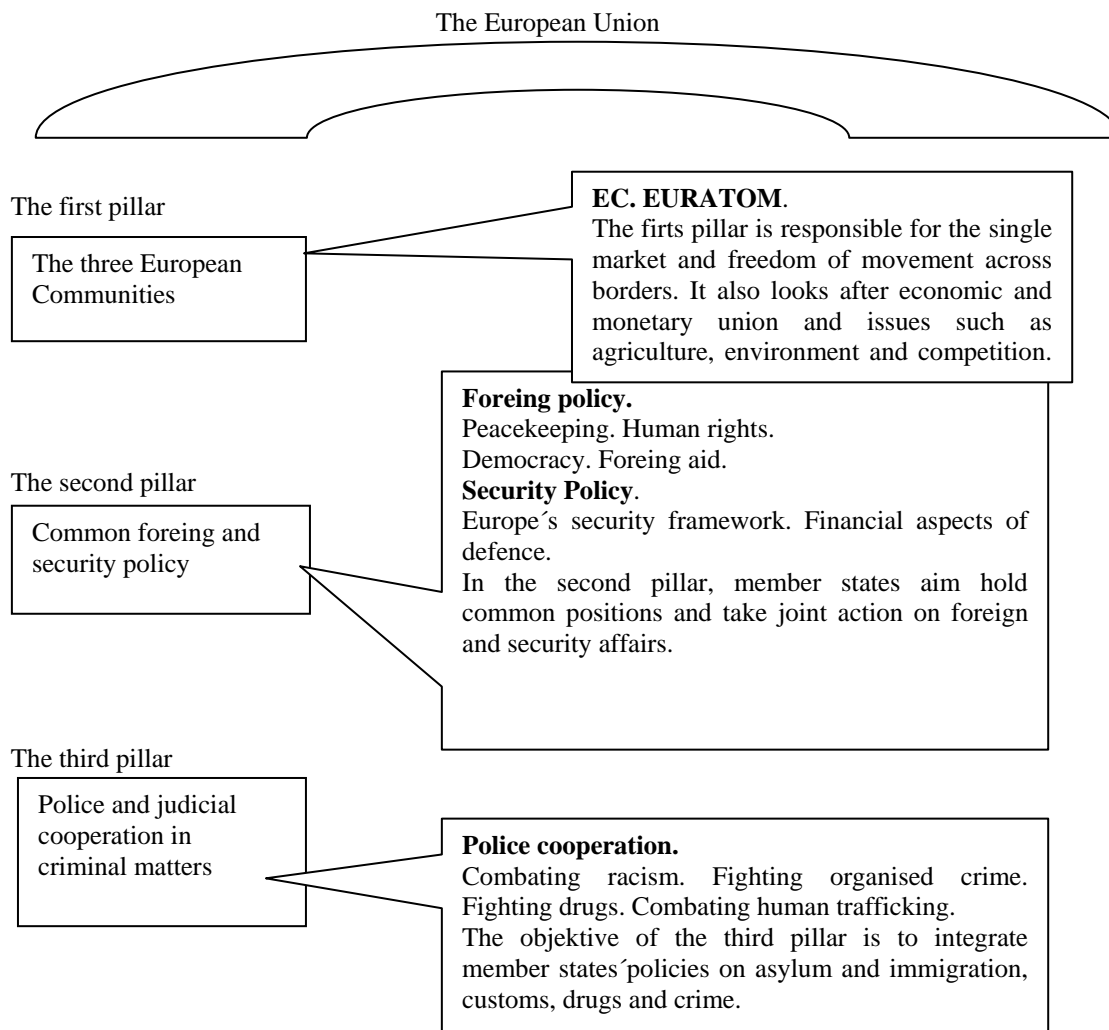 The European Union
The first pillar
The three European
Communities
EC. EURATOM.
The firts pillar is responsible for the single
market and freedom of movement across
borders. It also looks after economic and
monetary union and issues such as
agriculture, environment and competition.
The second pillar
Common foreing and
security policy
Foreing policy.
Peacekeeping. Human rights.
Democracy. Foreing aid.
Security Policy.
Europe´s security framework. Financial aspects of
defence.
In the second pillar, member states aim hold
common positions and take joint action on foreign
and security affairs.
The third pillar
Police and judicial
cooperation in
criminal matters
Police cooperation.
Combating racism. Fighting organised crime.
Fighting drugs. Combating human trafficking.
The objektive of the third pillar is to integrate
member states´policies on asylum and immigration,
customs, drugs and crime.